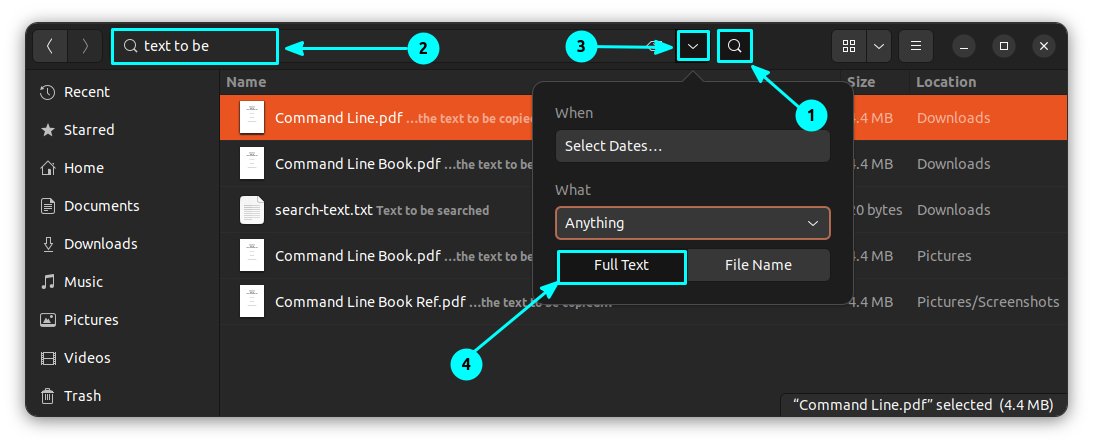 text to be
3
2
1
Name
Size
Location
Command Line.pdf ...the text to be copied
4.4 MB
Downloads
Command Line Book.pdf ...the text to be
4.4 MB
Downloads
search-text.txt Text to be searched
20 bytes
Downloads
Command Line Book.pdf ...the text to be
4.4 MB
Pictures
Command Line Book Ref.pdf ...the text to be copied...
4.4 MB
Pictures/Screenshots
Recent
Starred
Home
Documents
Downloads
Music
Pictures
Videos
Trash
When
Select Dates...
What
Anything
Full Text
File Name
4
“Command Line.pdf” selected (4.4 MB)